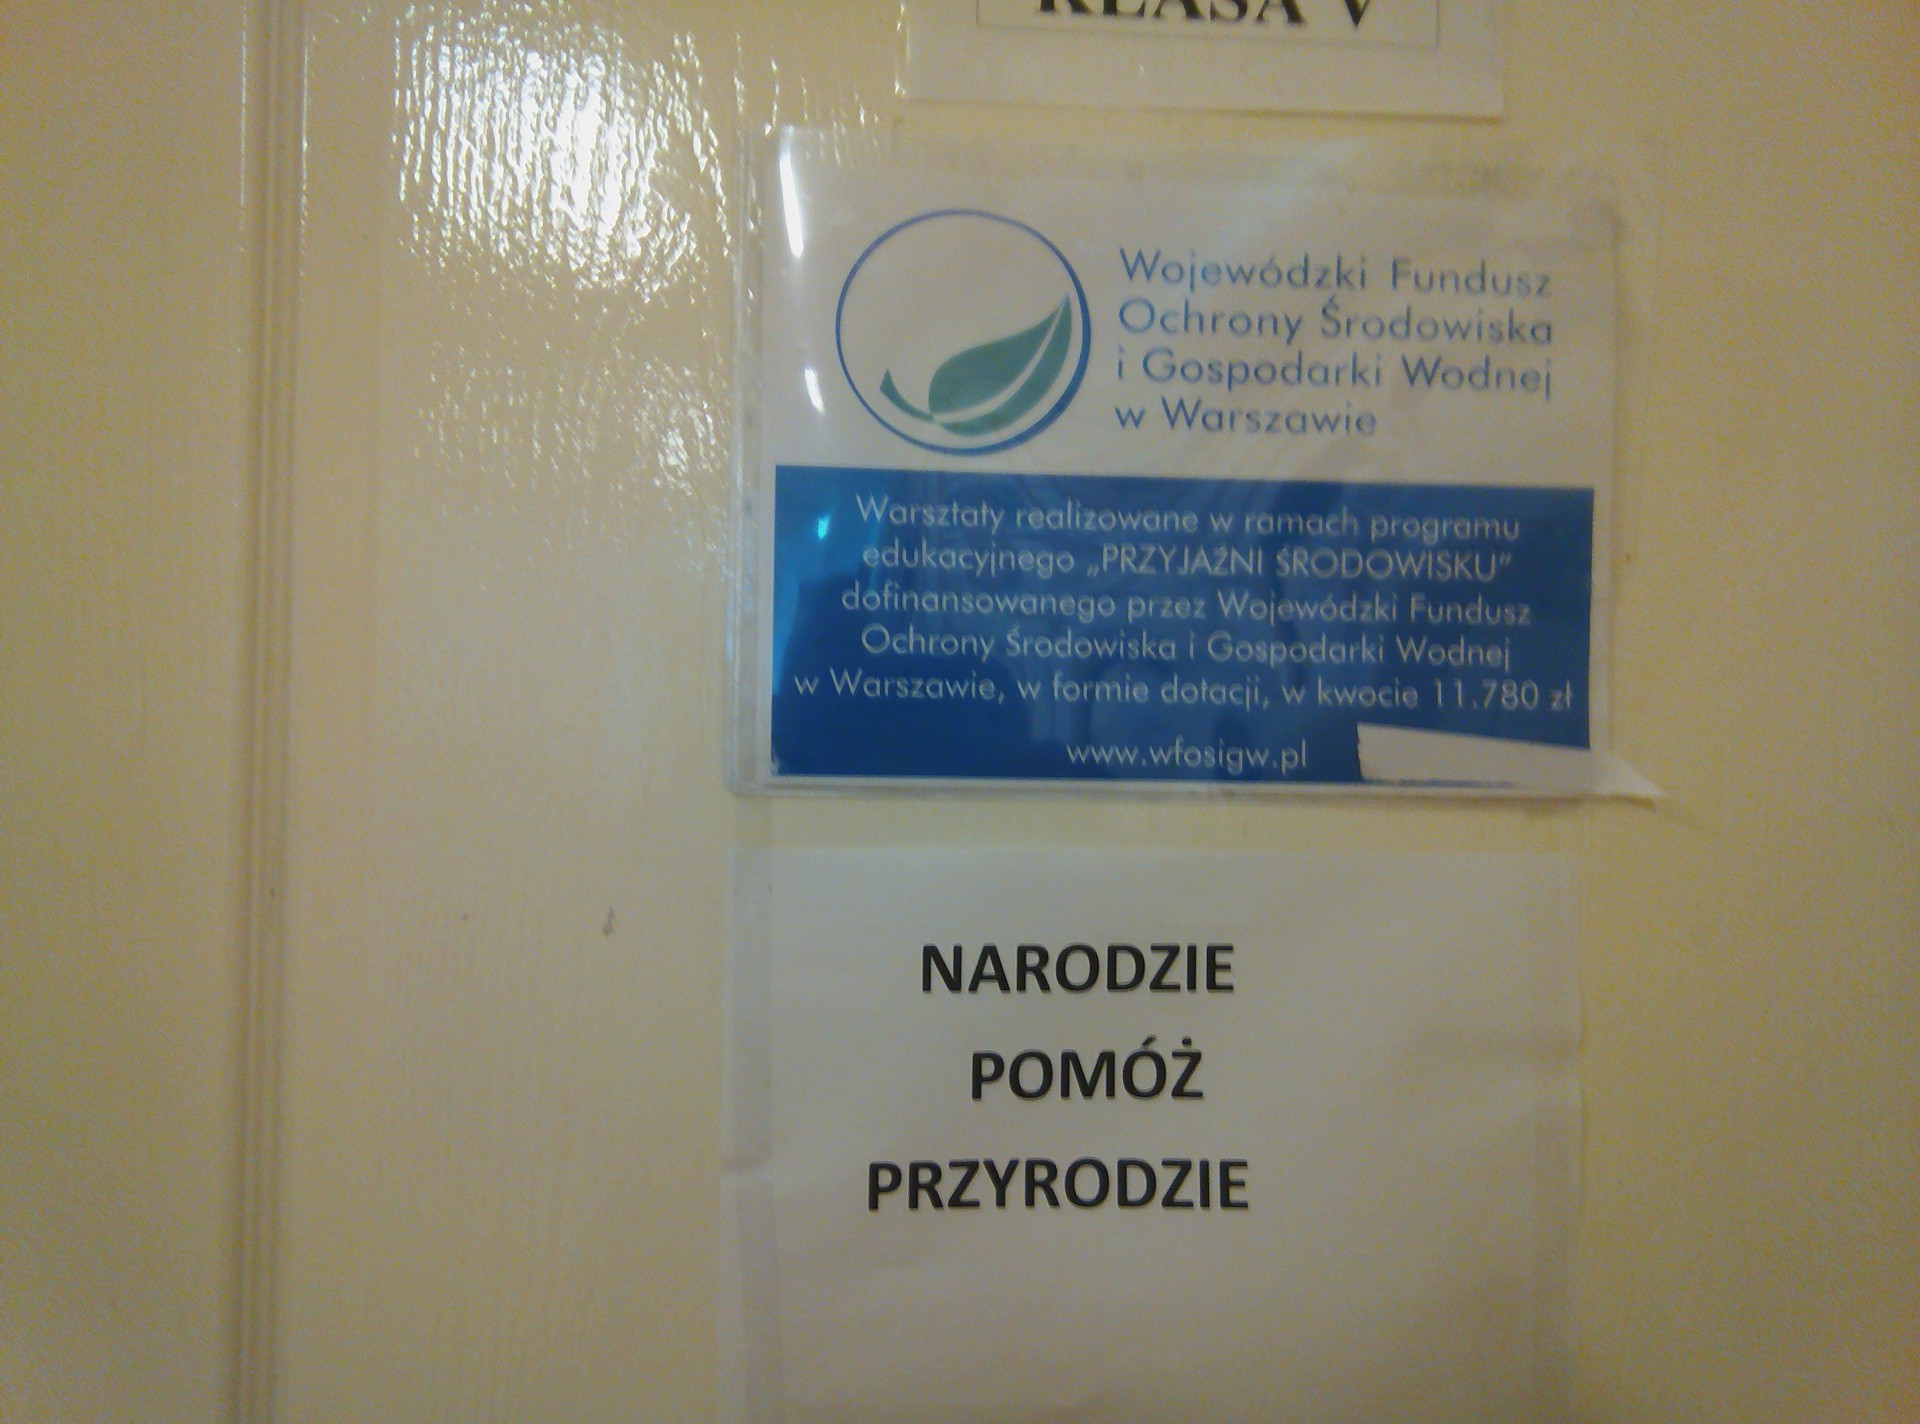 KLASA V
Wojewódzki Fundusz
Ochrony Środowiska
i Gospodarki Wodnej
w Warszawie
Warsztaty realizowane w ramach programu
edukacyjnego „PRZYJAŹNI ŚRODOWISKU”
dofinansowanego przez Wojewódzki Fundusz
Ochrony Środowiska i Gospodarki Wodnej
w Warszawie, w formie dotacji, w kwocie 11.780 zł
www.wfosigw.pl
NARODZIE
POMÓŻ
PRZYRODZIE